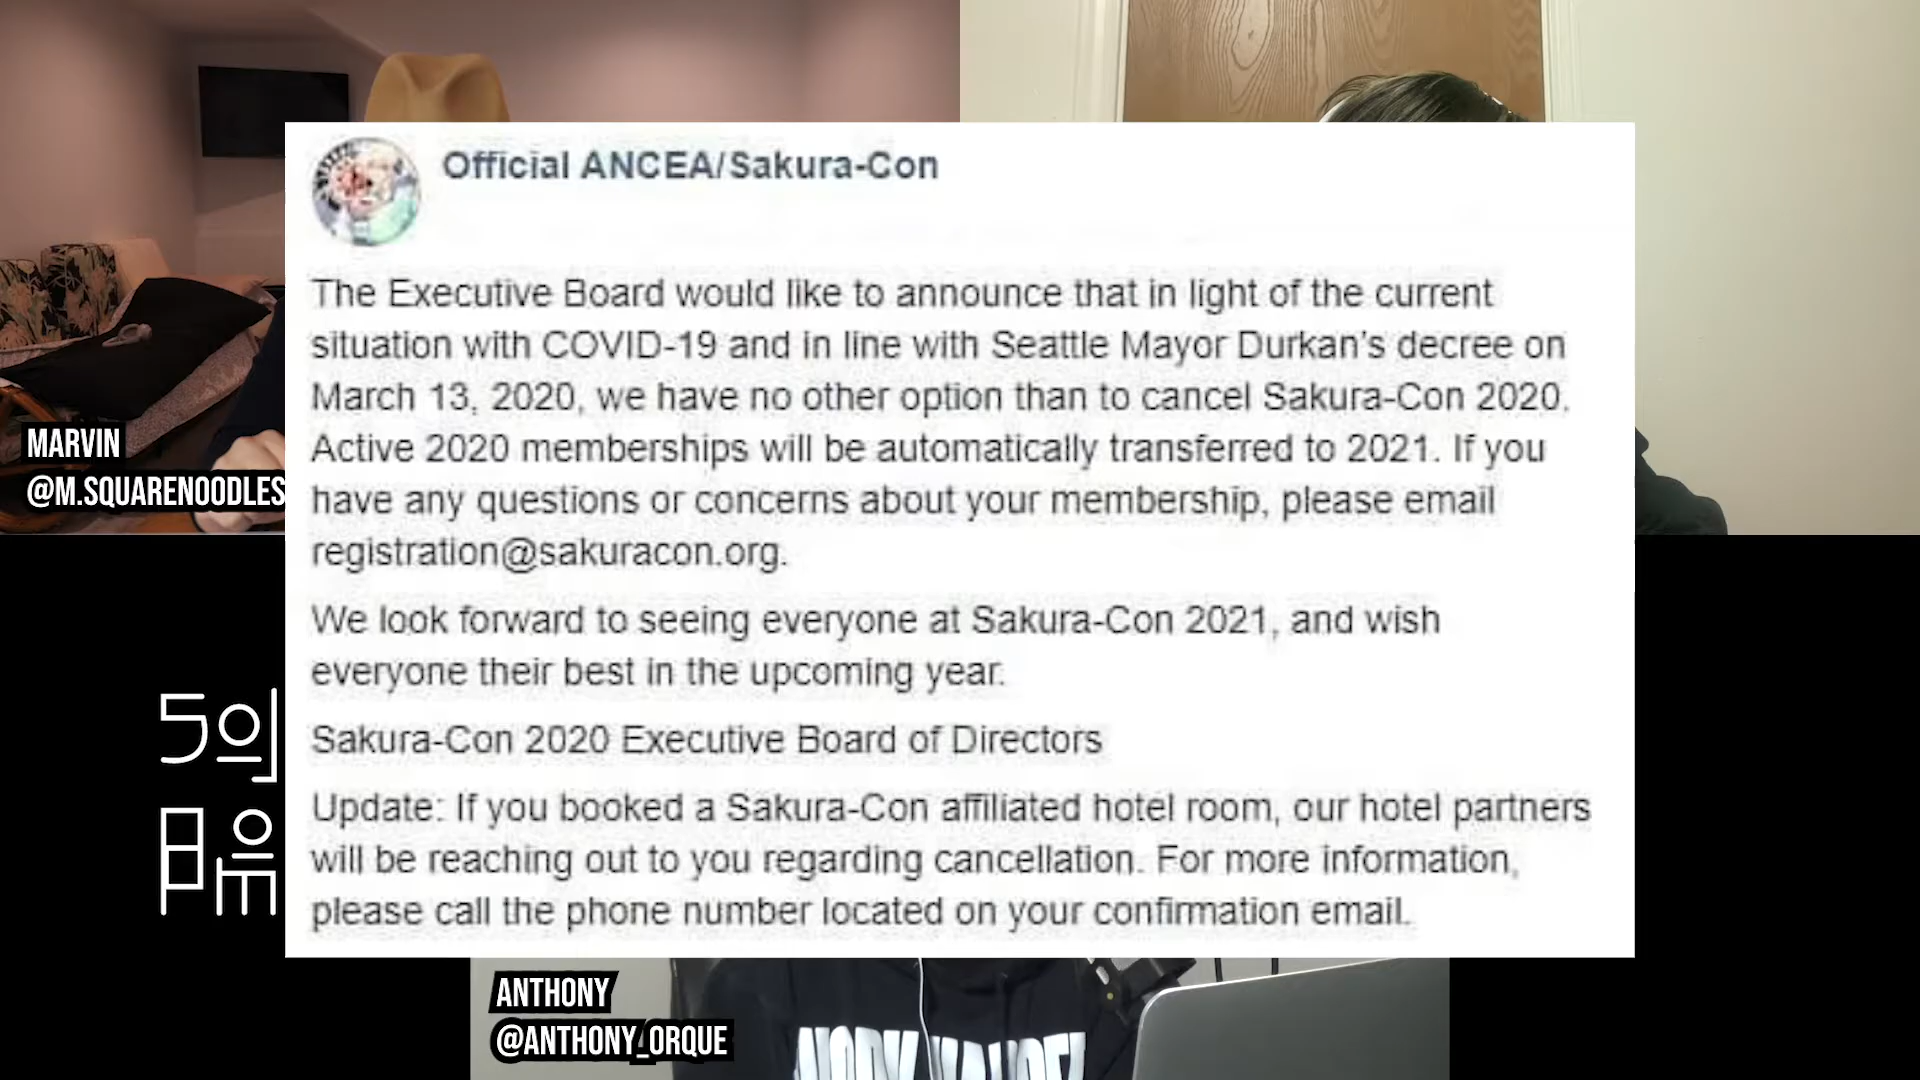 Official ANCEA/Sakura-Con
The Executive Board would like to announce that in light of the current
situation with COVID-19 and in line with Seattle Mayor Durkan's decree on
March 13, 2020, we have no other option than to cancel Sakura-Con 2020.
Active 2020 memberships will be automatically transferred to 2021. If you
have any questions or concerns about your membership, please email
registration@sakuracon.org.
We look forward to seeing everyone at Sakura-Con 2021, and wish
everyone their best in the upcoming year.
Sakura-Con 2020 Executive Board of Directors
Update: If you booked a Sakura-Con affiliated hotel room, our hotel partners
will be reaching out to you regarding cancellation. For more information,
please call the phone number located on your confirmation email.
MARVIN
@M.SQUARENOODLES
ANTHONY
@ANTHONY_ORQUE